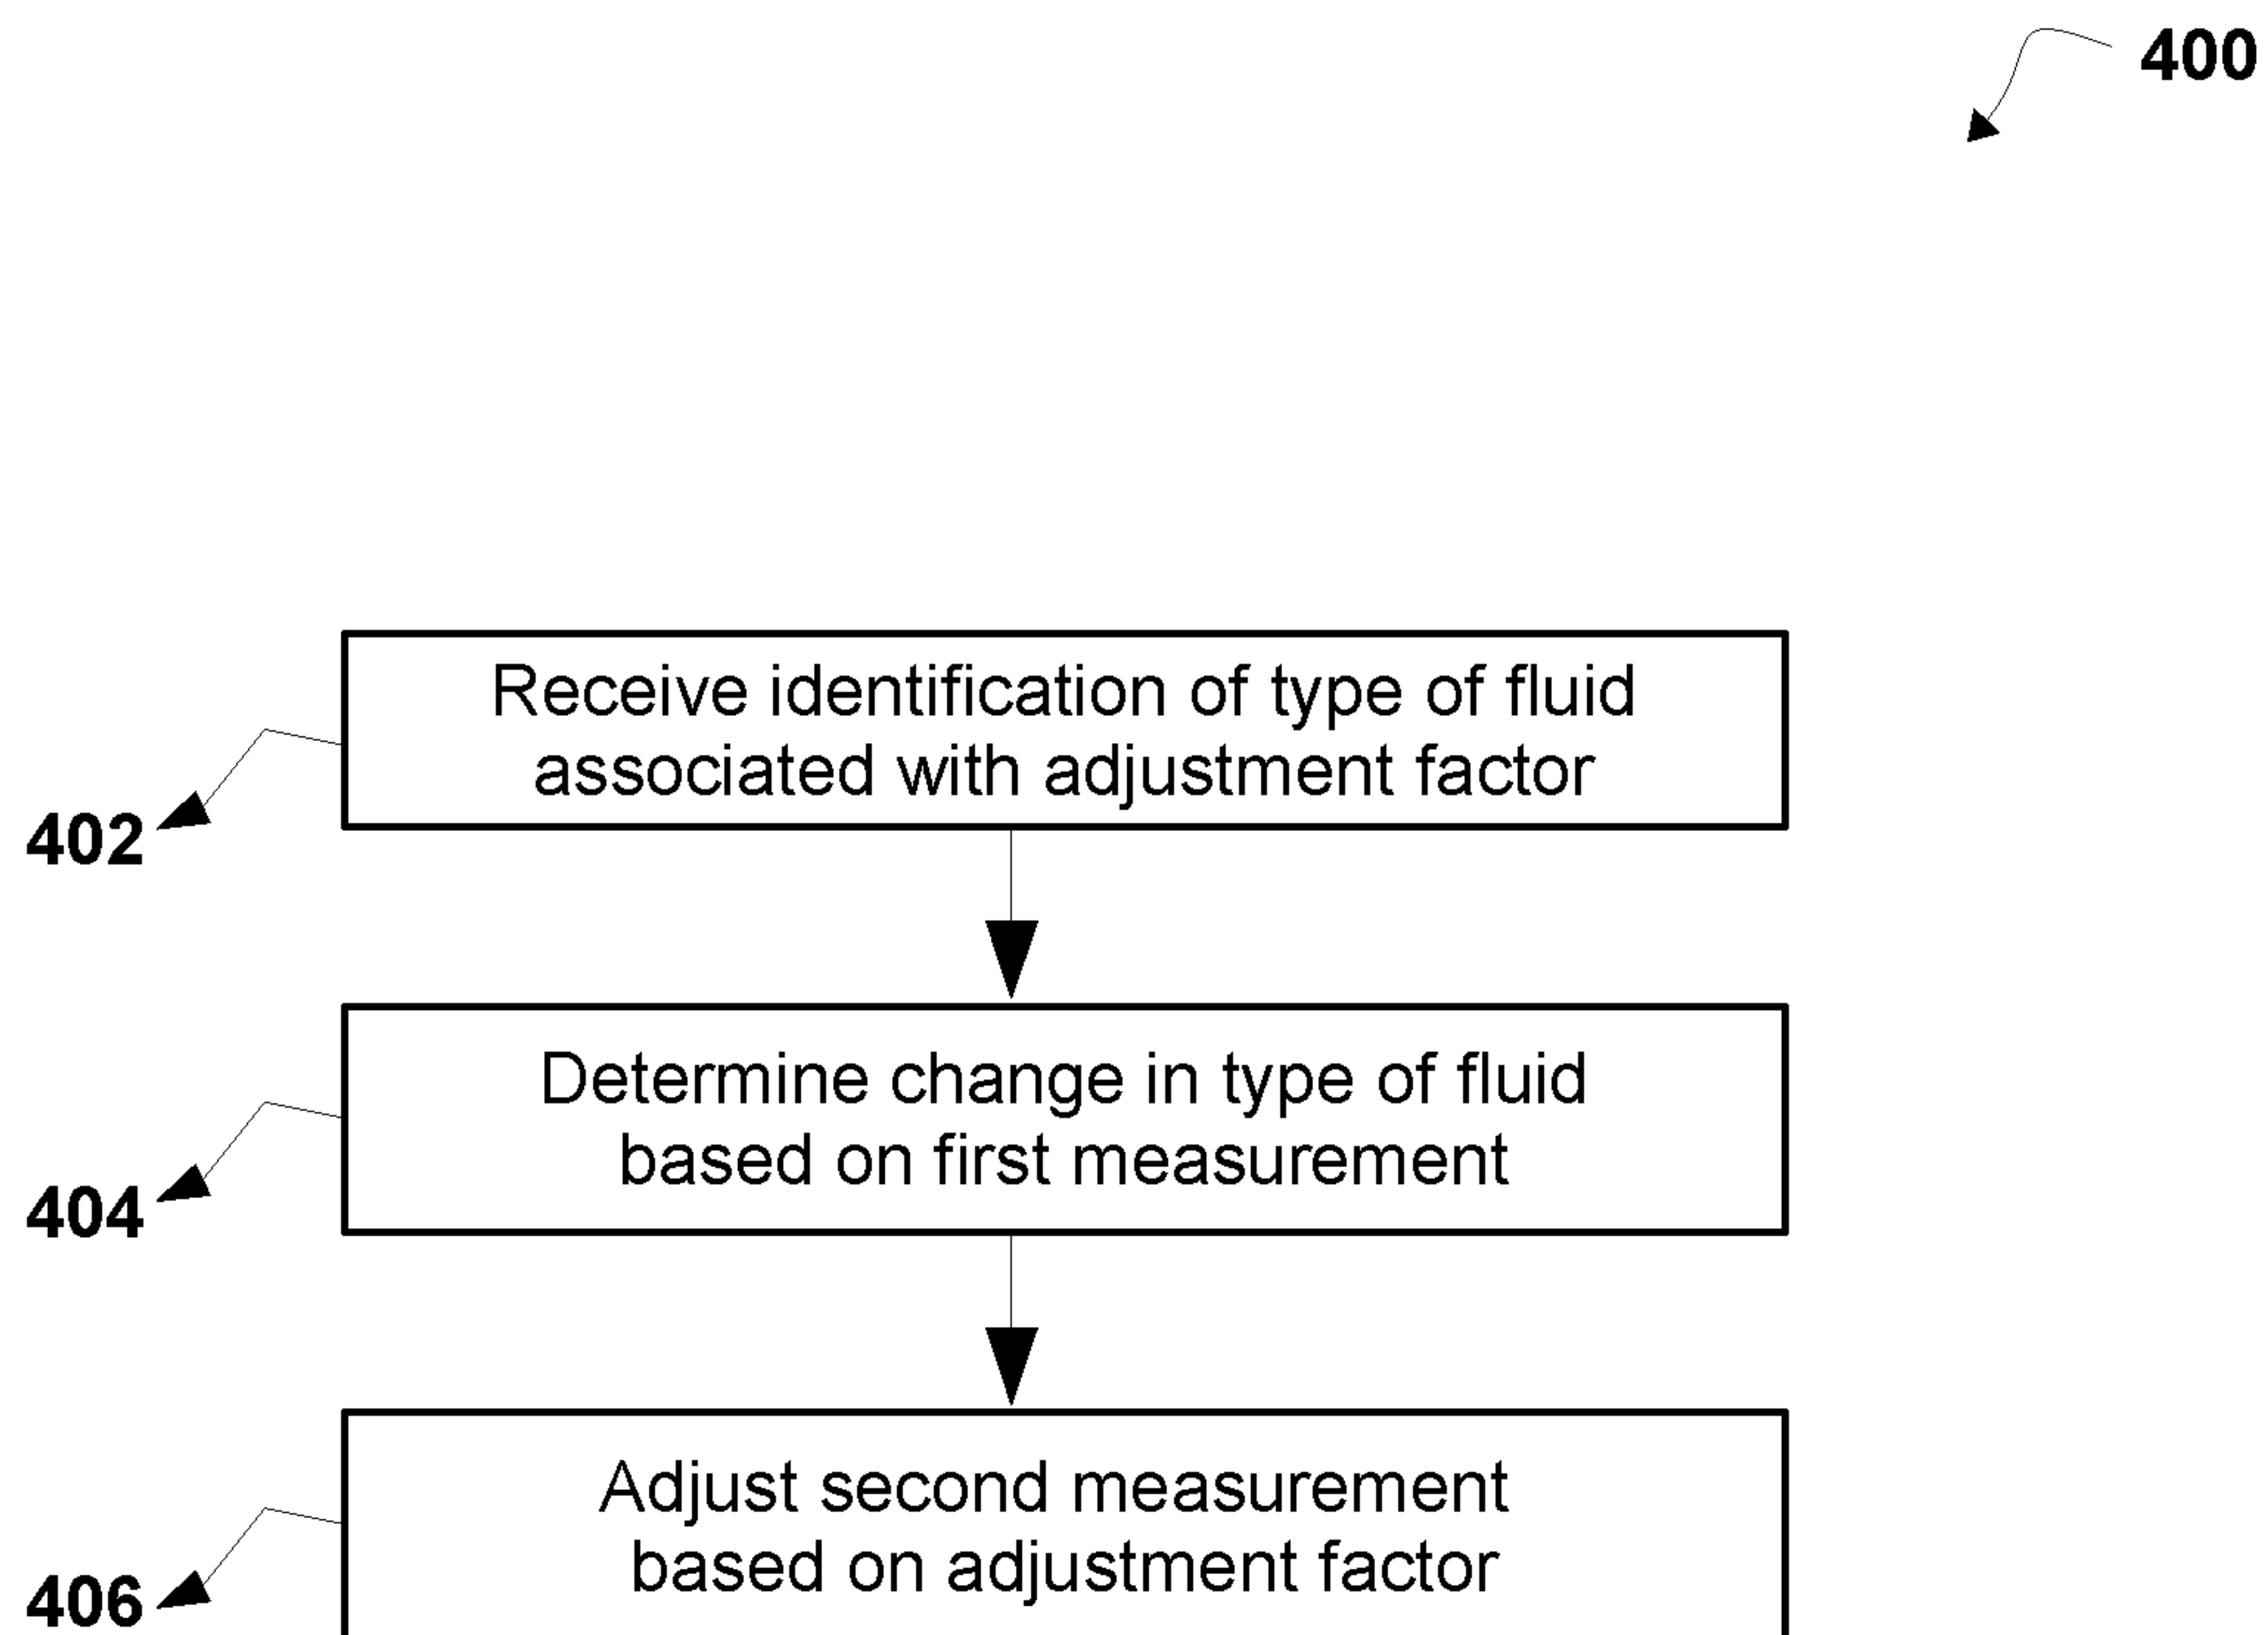 400
Receive identification of type of fluid
associated with adjustment factor
402
Determine change in type of fluid
based on first measurement
404
Adjust second measurement
based on adjustment factor
406